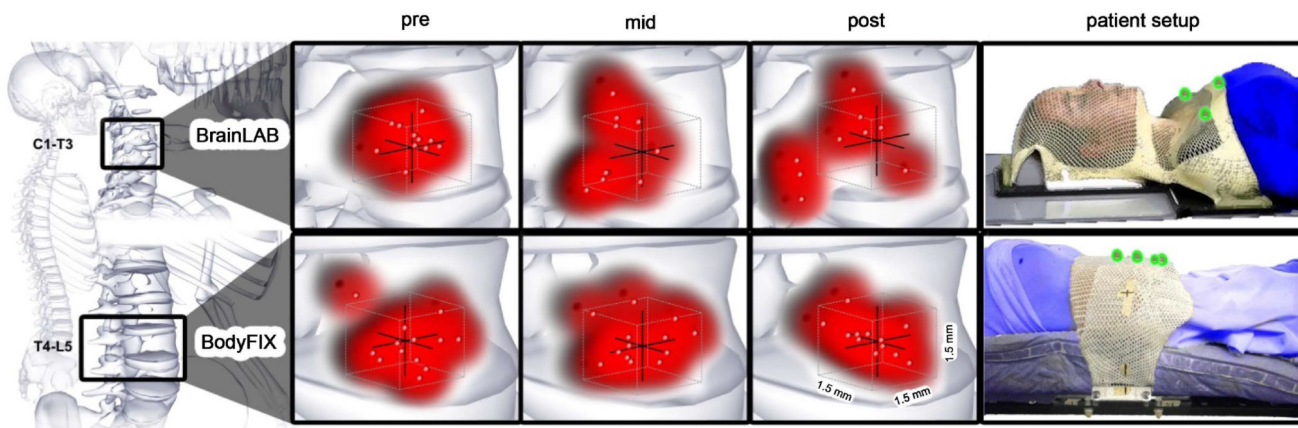 pre mid post patient setup
C1-T3
BrainLAB
T4-L5
BodyFIX
1.5 mm
1.5 mm
1.5 mm